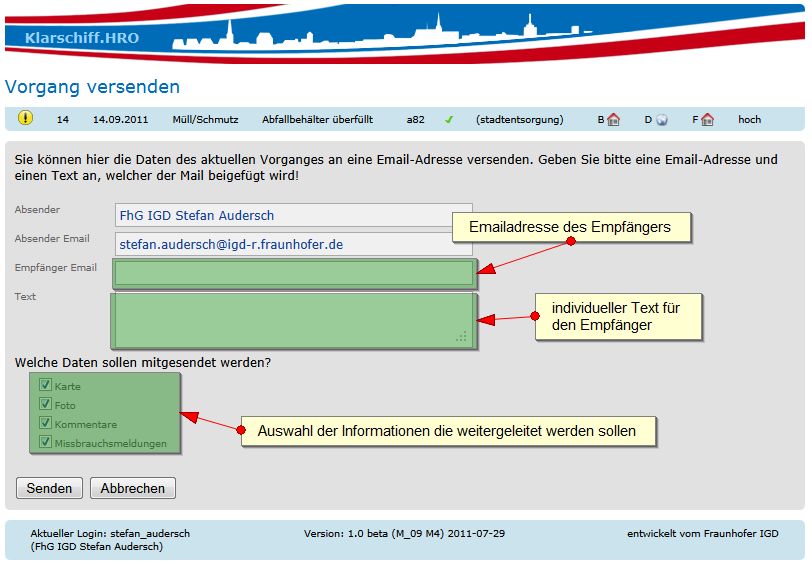 Klarschiff.HRO
Vorgang versenden
14 14.09.2011 Müll/Schmutz Abfallbehälter überfüllt a82 (stadtentsorgung) B D F hoch
Sie können hier die Daten des aktuellen Vorganges an eine Email-Adresse versenden. Geben Sie bitte eine Email-Adresse und
einen Text an, welcher der Mail beigefügt wird!
Absender FhG IGD Stefan Audersch
Emailadresse des Empfängers
Absender Email stefan.audersch@igd-r.fraunhofer.de
Empfänger Email
Text
individueller Text für
den Empfänger
Welche Daten sollen mitgesendet werden?
Karte
Foto
Kommentare
Auswahl der Informationen die weitergeleitet werden sollen
Missbrauchsmeldungen
Senden Abbrechen
Aktueller Login: stefan_audersch Version: 1.0 beta (M_09 M4) 2011-07-29 entwickelt vom Fraunhofer IGD
(FhG IGD Stefan Audersch)